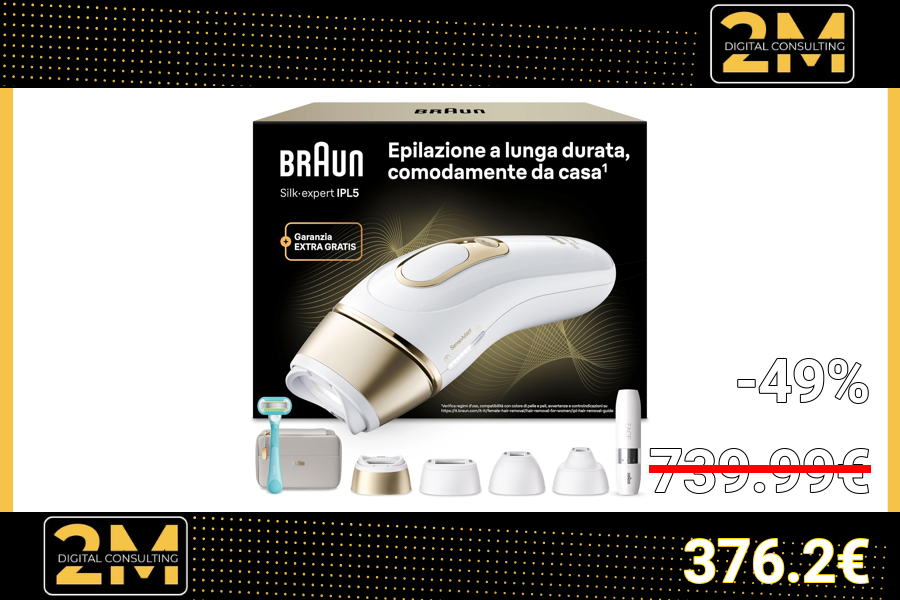 2M
DIGITAL CONSULTING
BRAUN
BRAUN
Silk·expert IPL5
Epilazione a lunga durata,
comodamente da casa¹
Garanzia
EXTRA GRATIS
-49%
739.99€
2M
DIGITAL CONSULTING
376.2€